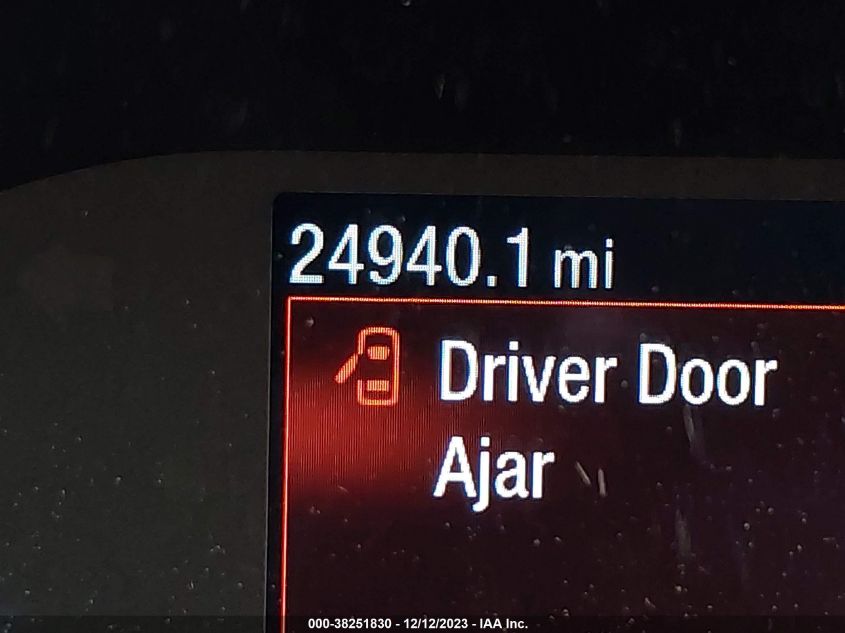 24940.1 mi
Driver Door
Ajar
000-38251830 - 12/12/2023 - IAA Inc.